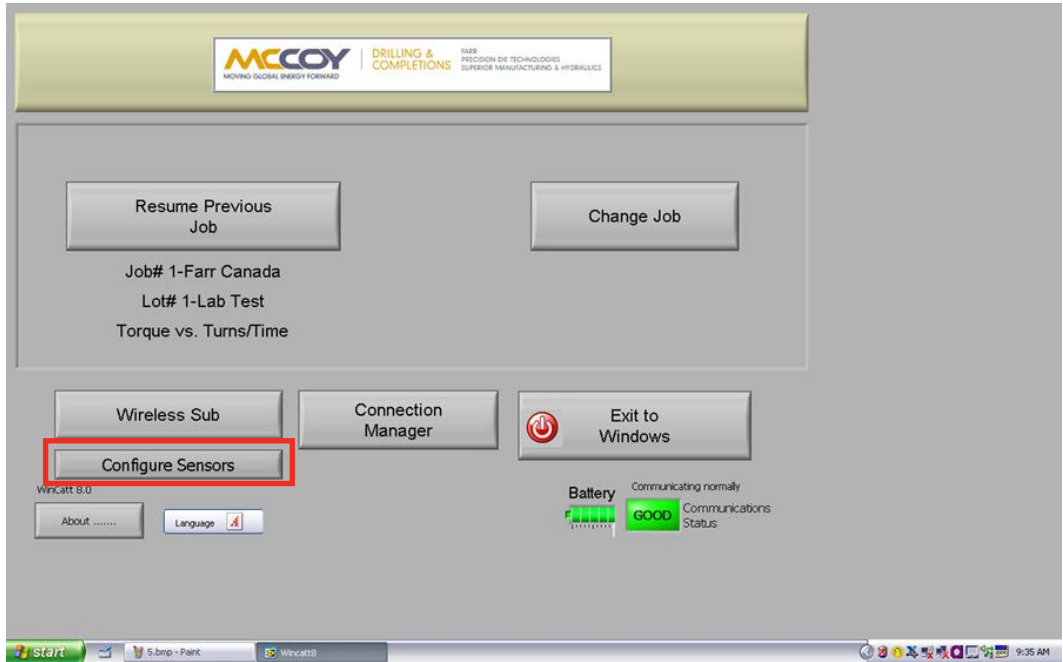 MCCOY
MOVING GLOBAL ENERGY FORWARD
DRILLING &
COMPLETIONS
FARR
PRECISION DIE TECHNOLOGIES
SUPERIOR MANUFACTURING & HYDRAULICS
Resume Previous
Job
Change Job
Job# 1-Farr Canada
Lot# 1-Lab Test
Torque vs. Turns/Time
Wireless Sub
Connection
Manager
Exit to
Windows
Configure Sensors
WinCatt 8.0
About .......
Language A
Battery
Communicating normally
GOOD
Communications
Status
start
5.bmp - Paint
Wincatt8
9:35 AM